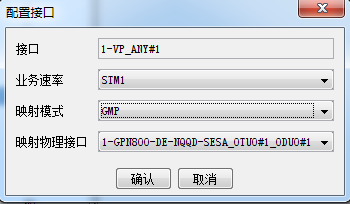 配置接口
接口 1-VP_ANY#1
业务速率 STM1
映射模式 GMP
映射物理接口 1-GPN800-DE-NQQD-SESA_OTU0#1_ODU0#1
确认 取消